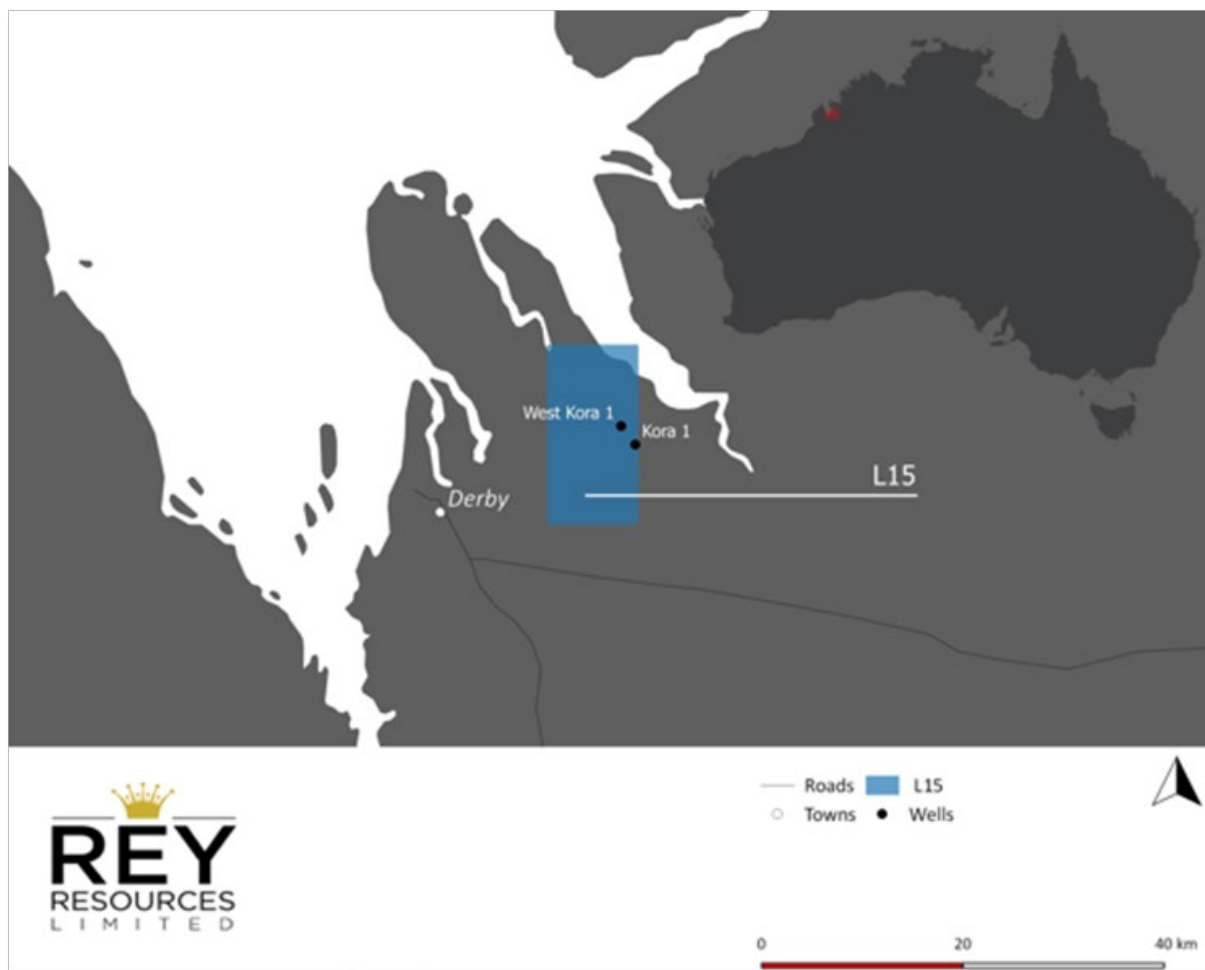 West Kora 1
Kora 1
L15
Derby
Roads L15
Towns Wells
REY
RESOURCES
LIMITED
0 20 40 km